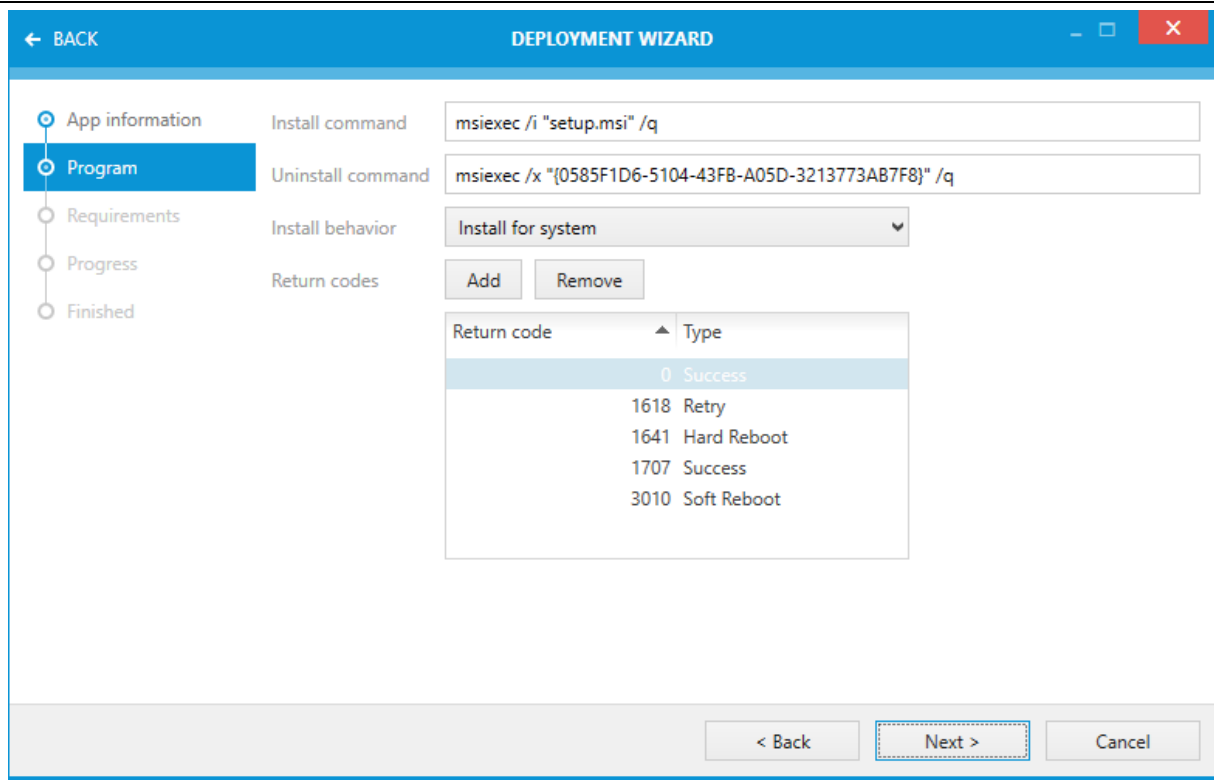 BACK
DEPLOYMENT WIZARD
App information
Install command
msiexec /i "setup.msi" /q
Program
Uninstall command
msiexec /x "{0585F1D6-5104-43FB-A05D-3213773AB7F8}" /q
Requirements
Install behavior
Install for system
Progress
Return codes
Add
Remove
Finished
Return code
Type
0 Success
1618 Retry
1641 Hard Reboot
1707 Success
3010 Soft Reboot
< Back
Next >
Cancel